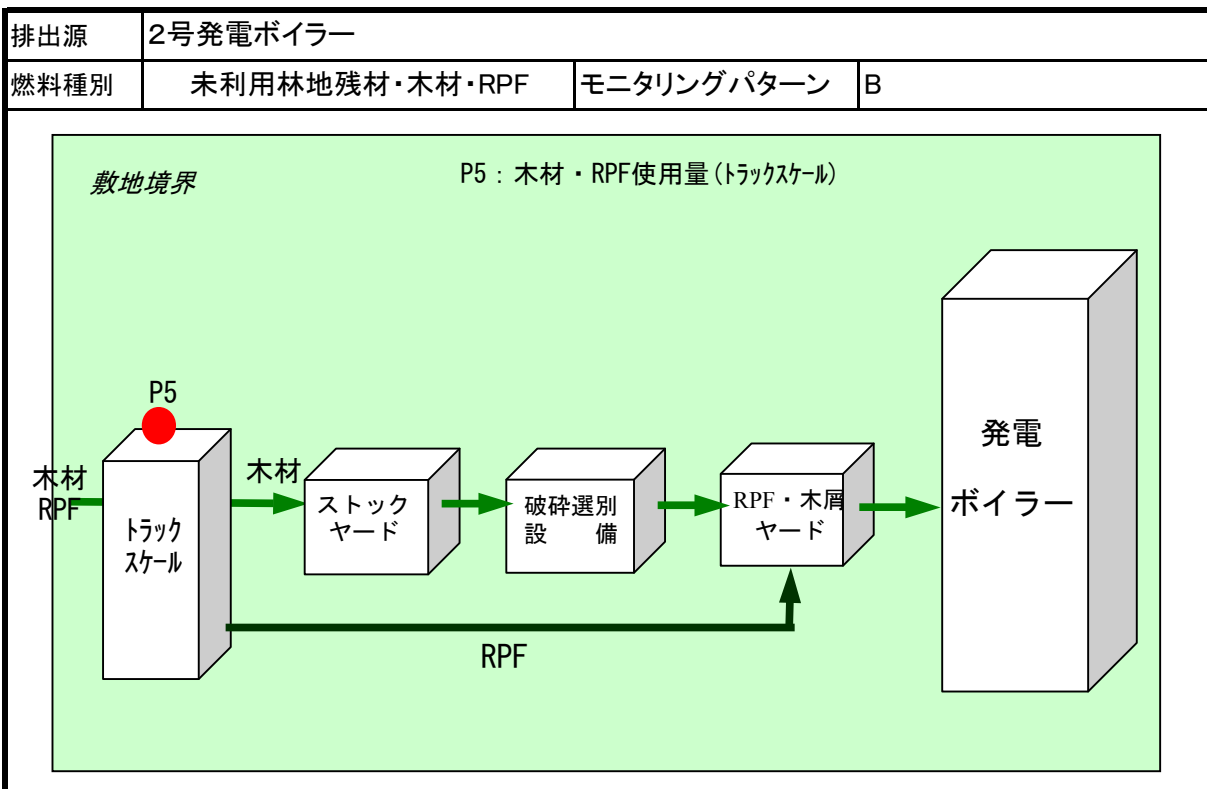 排出源 2号発電ボイラー
燃料種別 未利用林地残材・木材・RPF モニタリングパターン B
敷地境界
P5：木材・RPF使用量(ﾄﾗｯｸｽｹｰﾙ)
P5
木材
RPF
ﾄﾗｯｸ
ｽｹｰﾙ
木材
ストック
ヤード
破砕選別
設　備
RPF・木屑
ヤード
発電
ボイラー
RPF